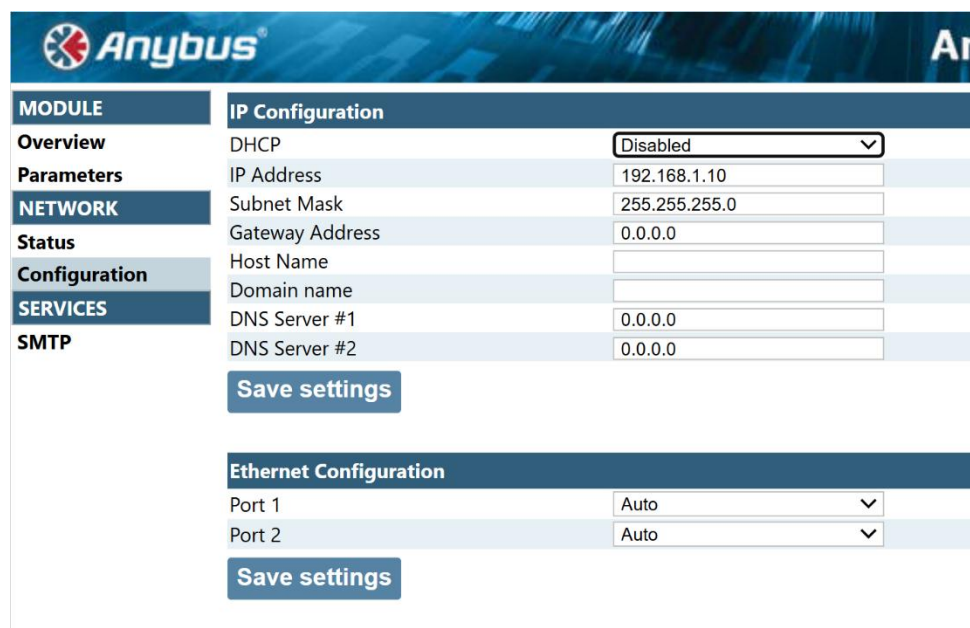 Anybus®
MODULE
Overview
Parameters
NETWORK
Status
Configuration
SERVICES
SMTP
IP Configuration
DHCP Disabled
IP Address 192.168.1.10
Subnet Mask 255.255.255.0
Gateway Address 0.0.0.0
Host Name
Domain name
DNS Server #1 0.0.0.0
DNS Server #2 0.0.0.0
Save settings
Ethernet Configuration
Port 1 Auto
Port 2 Auto
Save settings